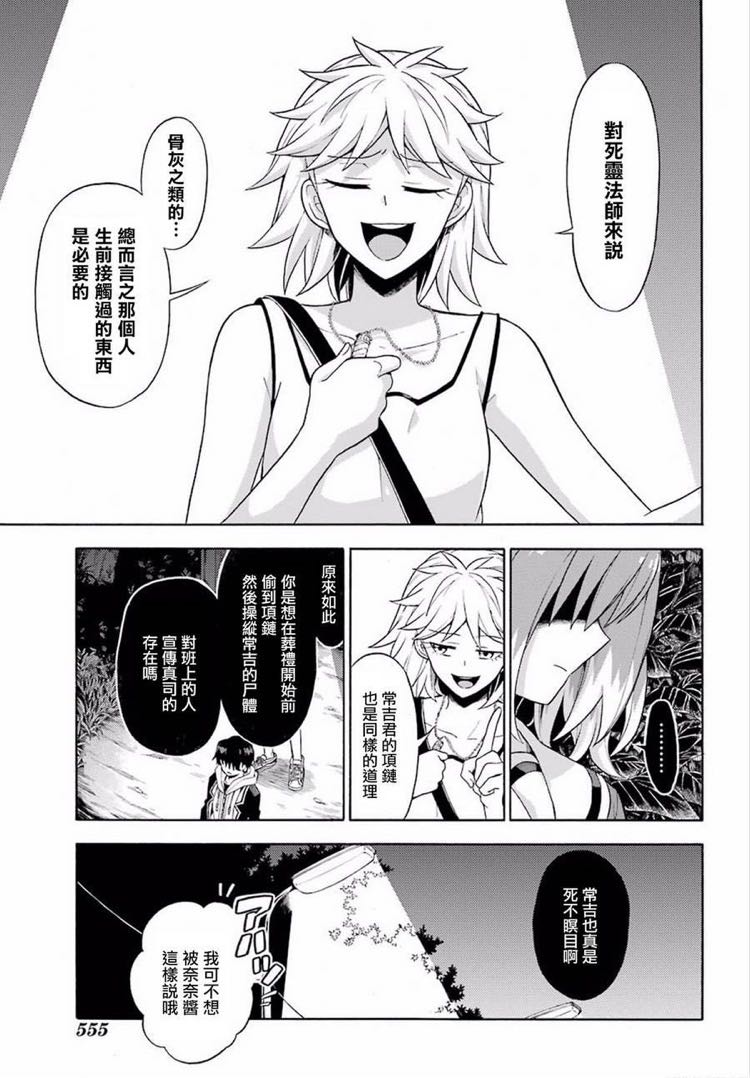 對死靈法師來説
骨灰之類的…
總而言之那個人
生前接觸過的東西
是必要的
………
常吉君的項鏈
也是同樣的道理
原來如此
你是想在葬禮開始前
偷到項鏈
然後操縱常吉的尸體
對班上的人
宣傳真司的
存在嗎
常吉也真是
死不瞑目啊
アハッ
我可不想
被奈奈醬
這樣説哦
555